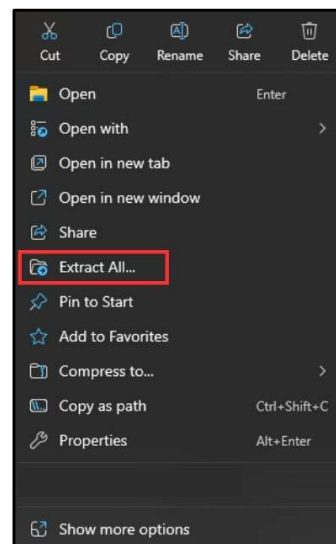 Cut Copy Rename Share Delete
Open Enter
Open with
Open in new tab
Open in new window
Share
Extract All...
Pin to Start
Add to Favorites
Compress to...
Copy as path Ctrl+Shift+C
Properties Alt+Enter
Show more options